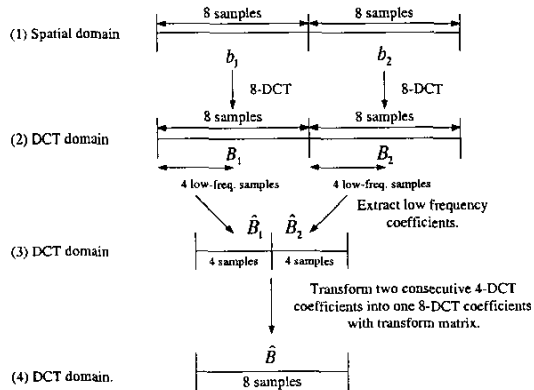 8 samples 8 samples
(1) Spatial domain
b1 b2
8-DCT 8-DCT
8 samples 8 samples
(2) DCT domain
B1 B2
4 low-freq. samples 4 low-freq. samples
Extract low frequency
coefficients.
B̂1 B̂2
(3) DCT domain
4 samples 4 samples
Transform two consecutive 4-DCT
coefficients into one 8-DCT coefficients
with transform matrix.
B̂
(4) DCT domain.
8 samples